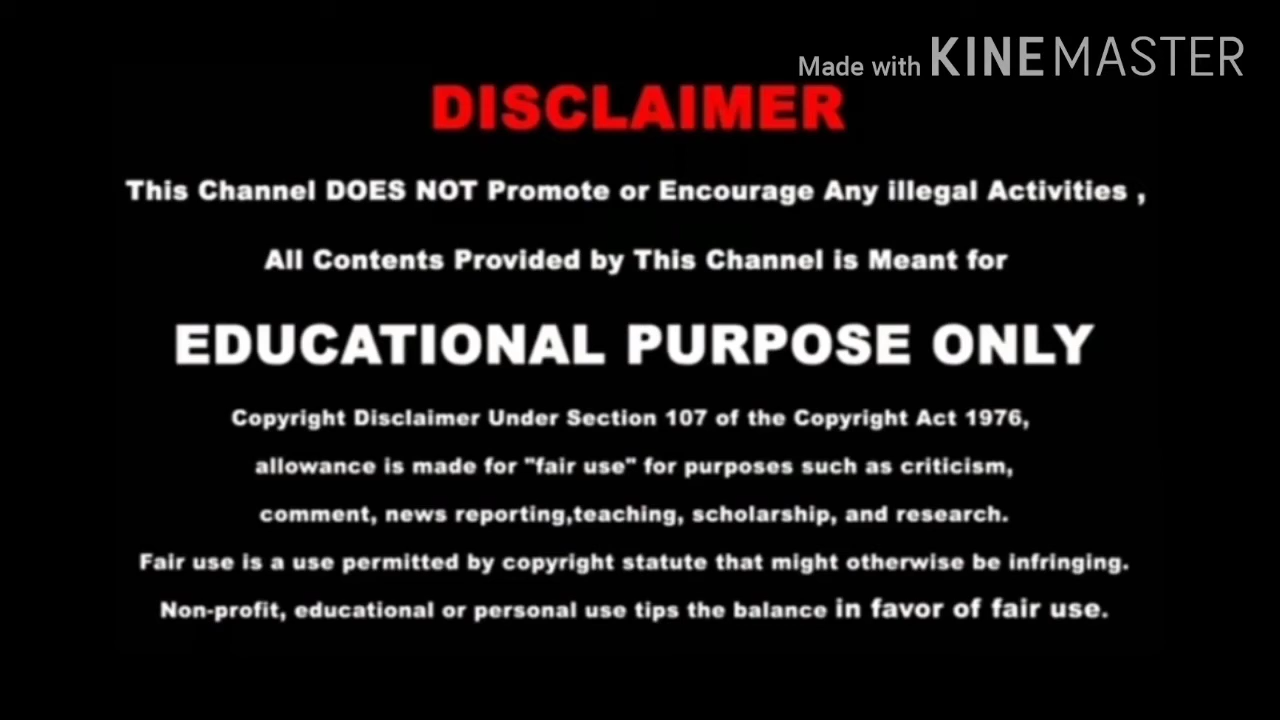 Made with KINEMASTER
DISCLAIMER
This Channel DOES NOT Promote or Encourage Any illegal Activities ,
All Contents Provided by This Channel is Meant for
EDUCATIONAL PURPOSE ONLY
Copyright Disclaimer Under Section 107 of the Copyright Act 1976,
allowance is made for "fair use" for purposes such as criticism,
comment, news reporting,teaching, scholarship, and research.
Fair use is a use permitted by copyright statute that might otherwise be infringing.
Non-profit, educational or personal use tips the balance in favor of fair use.